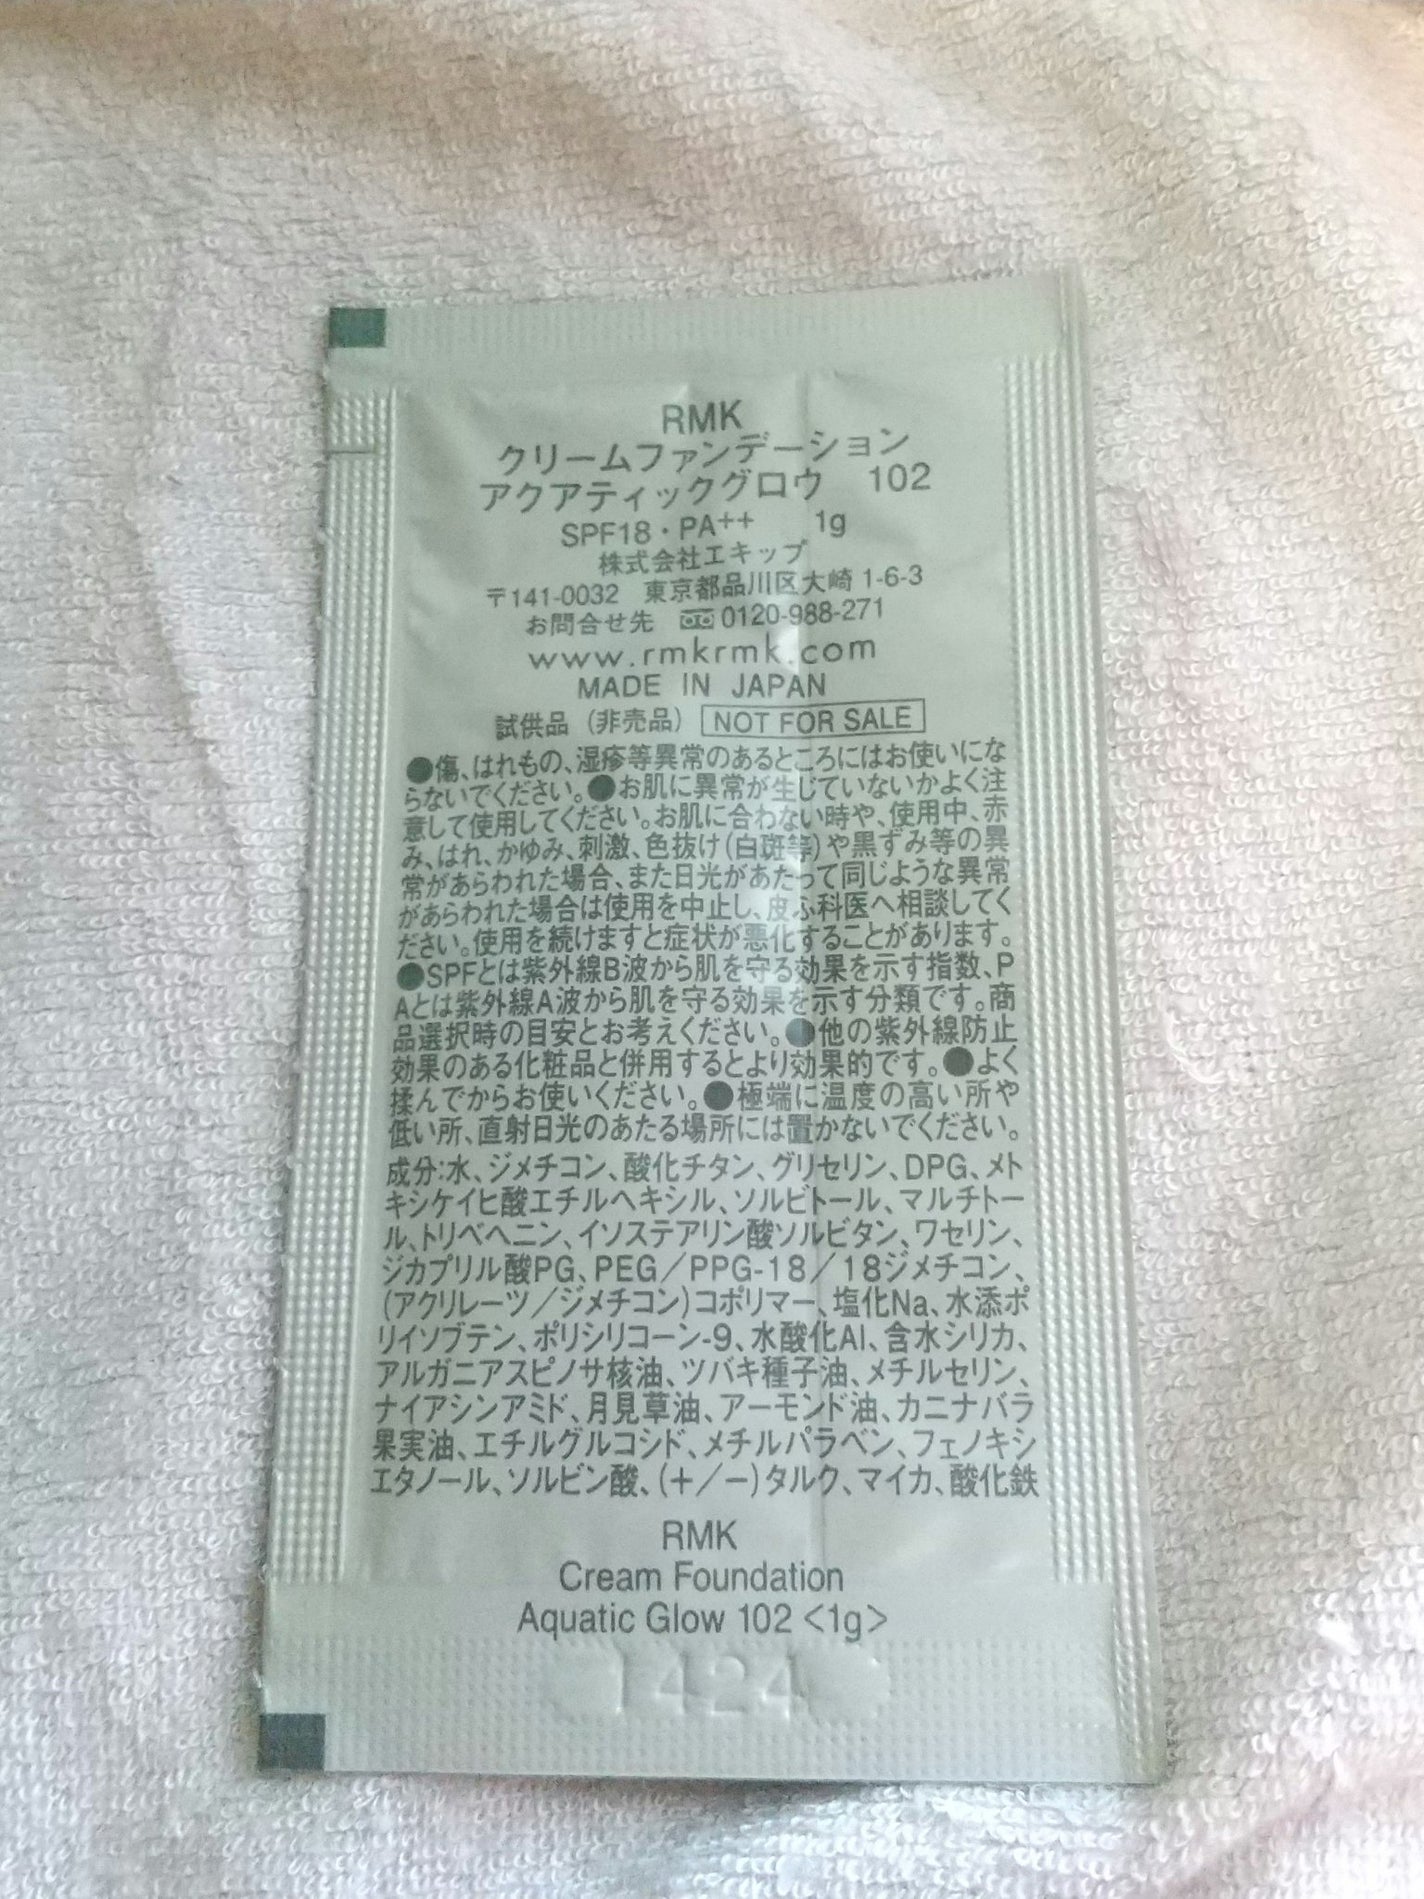 RMK
クリームファンデーション
アクアティックグロウ 102
SPF18・PA++ 1g
株式会社エキップ
〒141-0032 東京都品川区大崎 1-6-3
お問合せ先 0120-988-271
www.rmkrmk.com
MADE IN JAPAN
試供品（非売品） NOT FOR SALE
●傷、はれもの、湿疹等異常のあるところにはお使いにな
らないでください。●お肌に異常が生じていないかよく注
意して使用してください。お肌に合わない時や、使用中、赤
み、はれ、かゆみ、刺激、色抜け(白斑等)や黒ずみ等の異
常があらわれた場合、また日光があたって同じような異常
があらわれた場合は使用を中止し、皮ふ科医へ相談してく
ださい。使用を続けますと症状が悪化することがあります。
●SPFとは紫外線B波から肌を守る効果を示す指数、P
Aとは紫外線A波から肌を守る効果を示す分類です。商
品選択時の目安とお考えください。●他の紫外線防止
効果のある化粧品と併用するとより効果的です。●よく
揉んでからお使いください。●極端に温度の高い所や
低い所、直射日光のあたる場所には置かないでください。
成分:水、ジメチコン、酸化チタン、グリセリン、DPG、メト
キシケイヒ酸エチルヘキシル、ソルビトール、マルチトー
ル、トリベヘニン、イソステアリン酸ソルビタン、ワセリン、
ジカプリル酸PG、PEG／PPG-18／18ジメチコン、
(アクリレーツ／ジメチコン)コポリマー、塩化Na、水添ポ
リイソブテン、ポリシリコーン-9、水酸化Al、含水シリカ、
アルガニアスピノサ核油、ツバキ種子油、メチルセリン、
ナイアシンアミド、月見草油、アーモンド油、カニナバラ
果実油、エチルグルコシド、メチルパラベン、フェノキシ
エタノール、ソルビン酸、(＋／−)タルク、マイカ、酸化鉄
RMK
Cream Foundation
Aquatic Glow 102 <1g>
1424